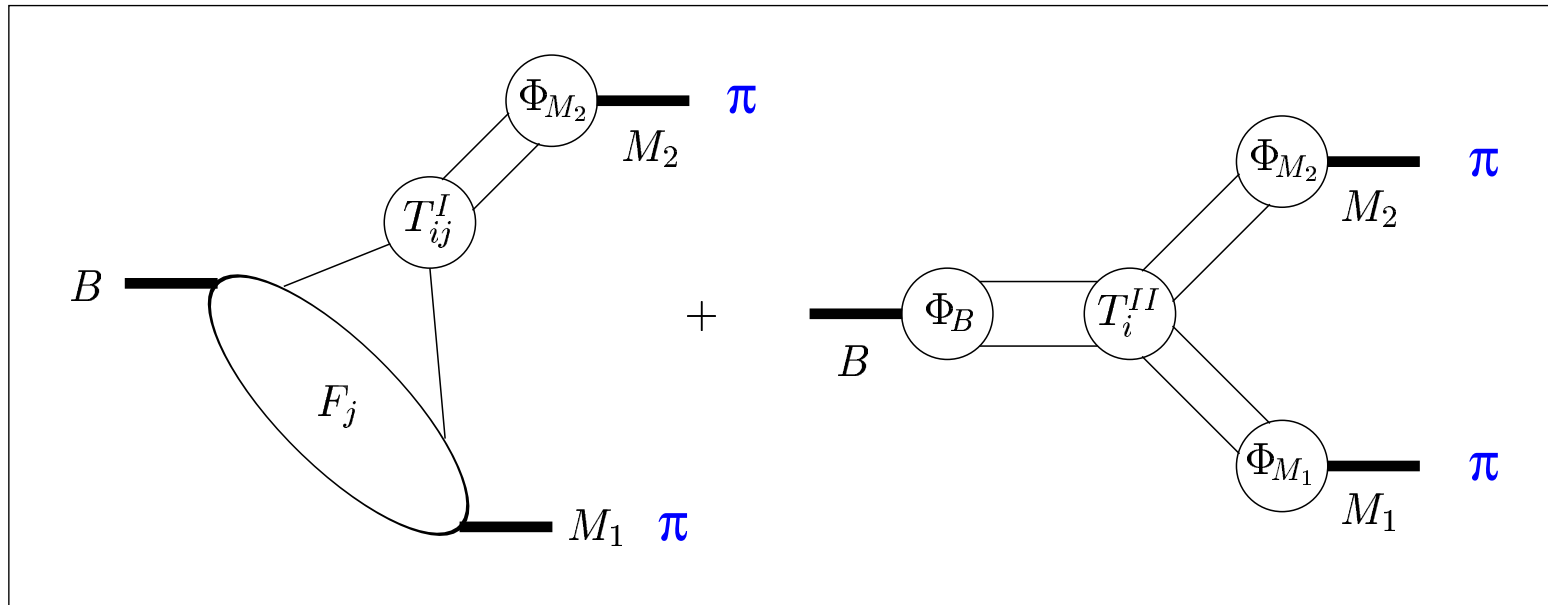 Φ_{M_2} π
M_2
T^I_{ij}
B
F_j
M_1 π
+
Φ_{M_2} π
M_2
Φ_B T^{II}_i
B
Φ_{M_1} π
M_1